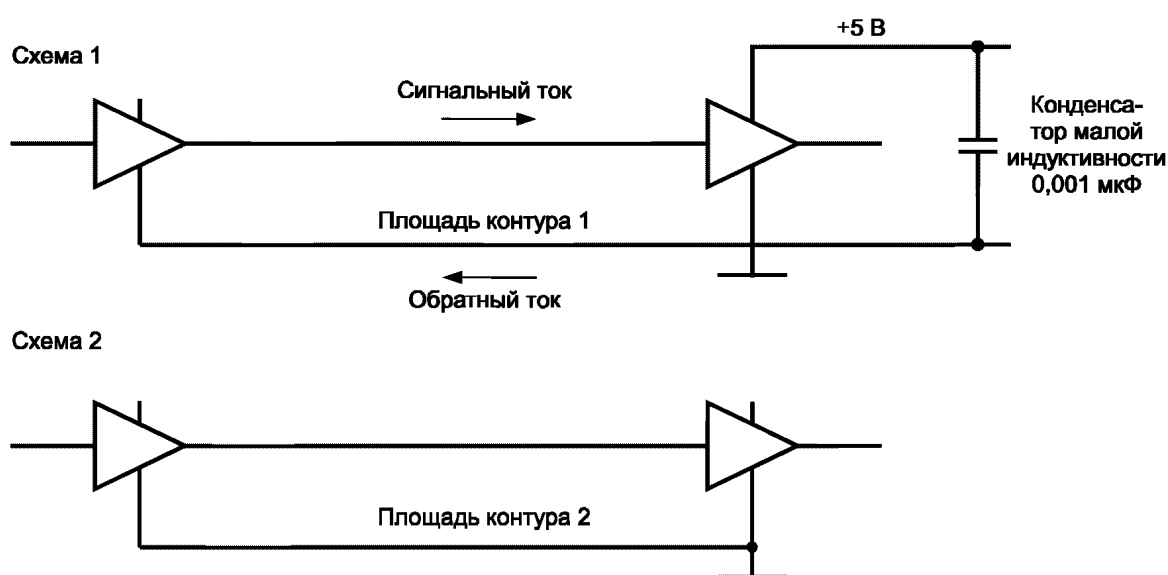 +5 В
Схема 1
Сигнальный ток
Конденса-
тор малой
индуктивности
0,001 мкФ
Площадь контура 1
Обратный ток
Схема 2
Площадь контура 2